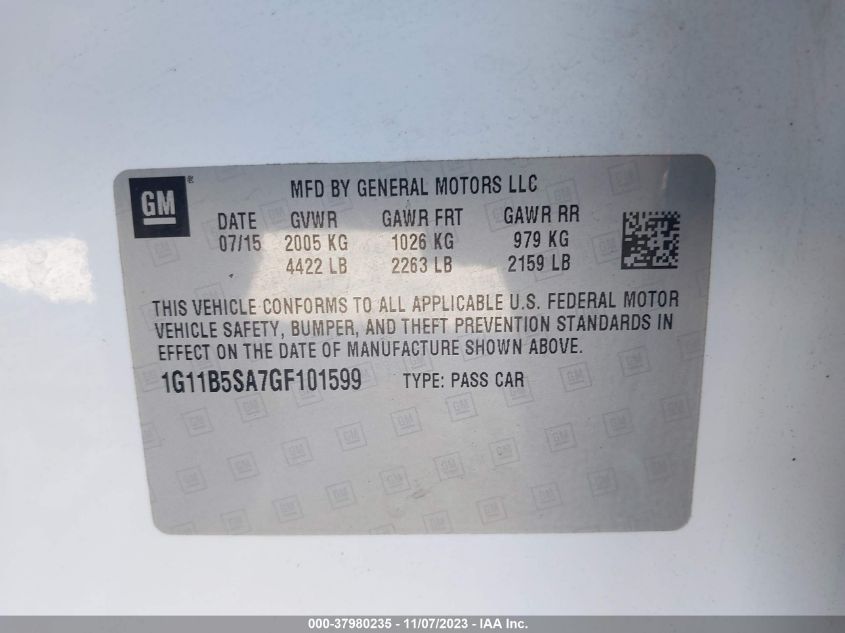 GM®
MFD BY GENERAL MOTORS LLC
DATE GVWR GAWR FRT GAWR RR
07/15 2005 KG 1026 KG 979 KG
4422 LB 2263 LB 2159 LB
THIS VEHICLE CONFORMS TO ALL APPLICABLE U.S. FEDERAL MOTOR
VEHICLE SAFETY, BUMPER, AND THEFT PREVENTION STANDARDS IN
EFFECT ON THE DATE OF MANUFACTURE SHOWN ABOVE.
1G11B5SA7GF101599 TYPE: PASS CAR
000-37980235 - 11/07/2023 - IAA Inc.